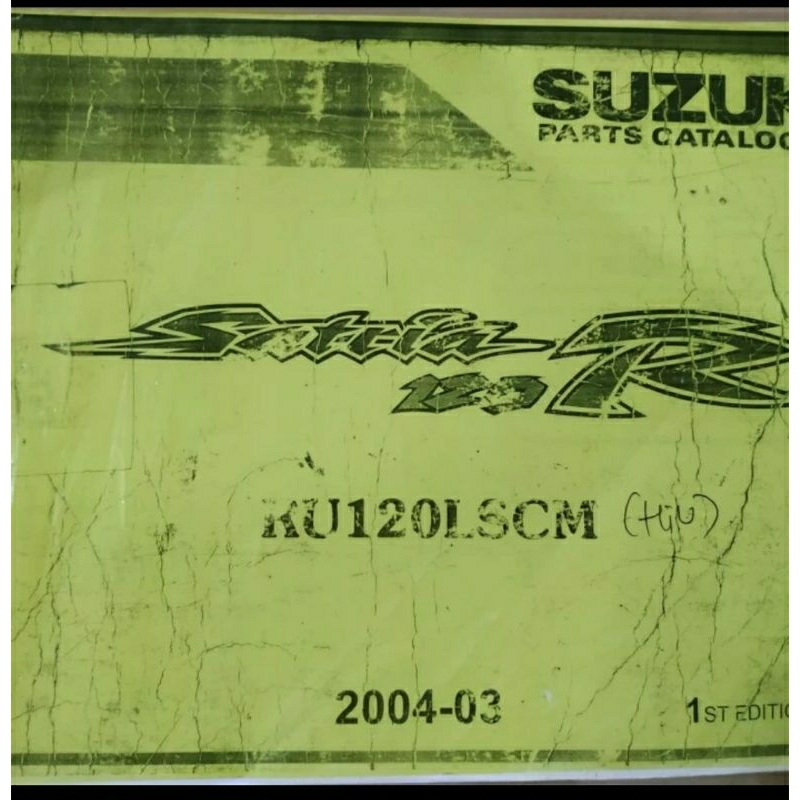 SUZUK
PARTS CATALOG
Satria R
120
RU120LSCM
2004-03
1ST EDITIO